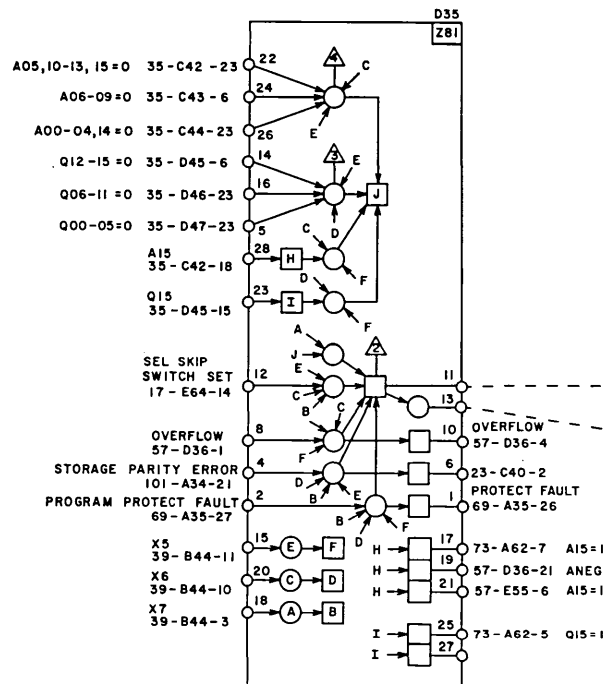 D35
Z81
A05,10-13, 15=0 35-C42-23 22
4 C
A06-09=0 35-C43-6 24
E
A00-04,14=0 35-C44-23 26
Q12-15=0 35-D45-6 14
3 E
Q06-11=0 35-D46-23 16
J
D
Q00-05=0 35-D47-23 5
A15
35-C42-18 28
H C F
Q15
35-D45-15 23
I D F
A
J
2
SEL SKIP
SWITCH SET
17-E64-14 12
E
C
B
11
13
OVERFLOW
57-D36-1 8
C
F
10 OVERFLOW
57-D36-4
STORAGE PARITY ERROR
101-A34-21 4
D
B
E
6 23-C40-2
PROGRAM PROTECT FAULT
69-A35-27 2
B
D
F
1 PROTECT FAULT
69-A35-26
X5
39-B44-11 15 E F
X6
39-B44-10 20 C D
X7
39-B44-3 18 A B
H 17 73-A62-7 A15=1
H 19 57-D36-21 ANEG
H 21 57-E55-6 A15=1
I 25 73-A62-5 Q15=1
I 27